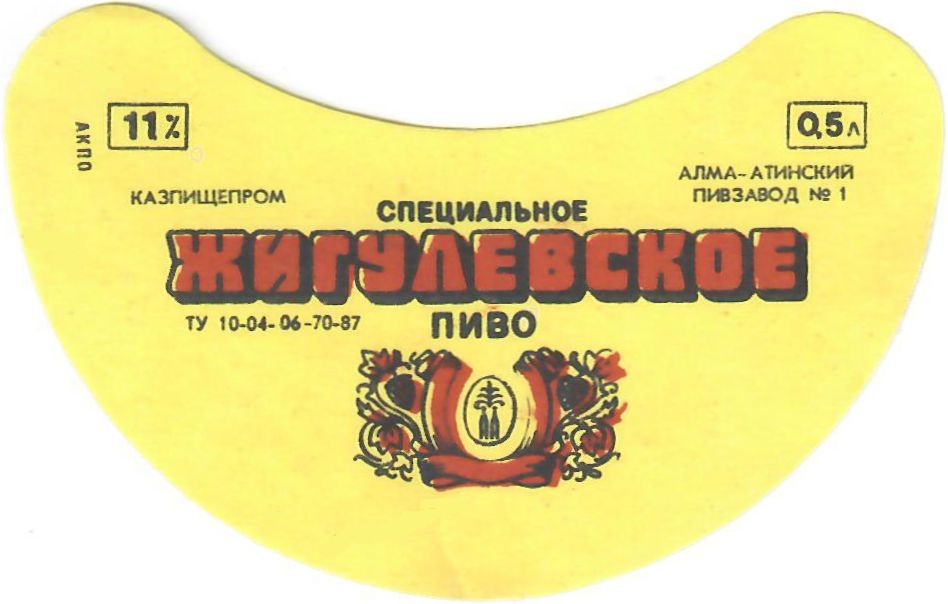 11%
0,5 л
АКПО
КАЗПИЩЕПРОМ
АЛМА-АТИНСКИЙ
ПИВЗАВОД № 1
СПЕЦИАЛЬНОЕ
ЖИГУЛЕВСКОЕ
ТУ 10-04-06-70-87
ПИВО
АА